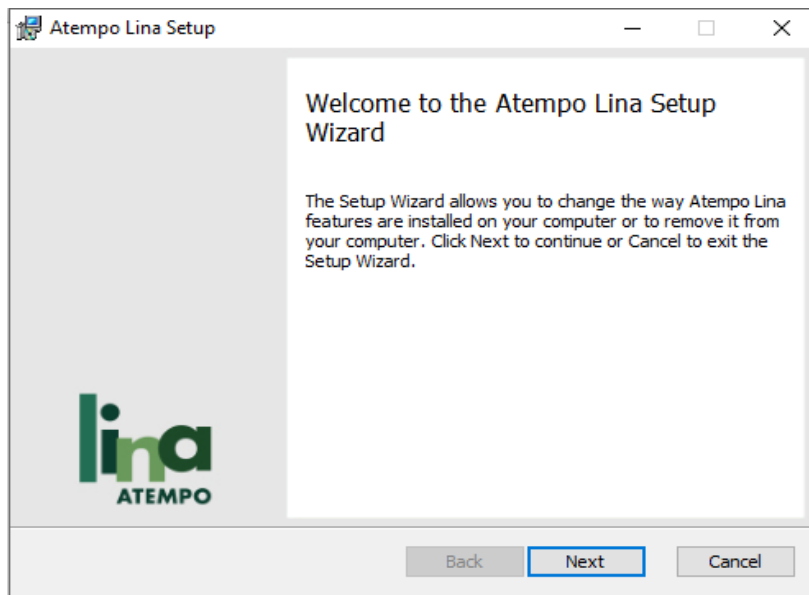 Atempo Lina Setup
Welcome to the Atempo Lina Setup
Wizard
The Setup Wizard allows you to change the way Atempo Lina
features are installed on your computer or to remove it from
your computer. Click Next to continue or Cancel to exit the
Setup Wizard.
lina
ATEMPO
Back
Next
Cancel